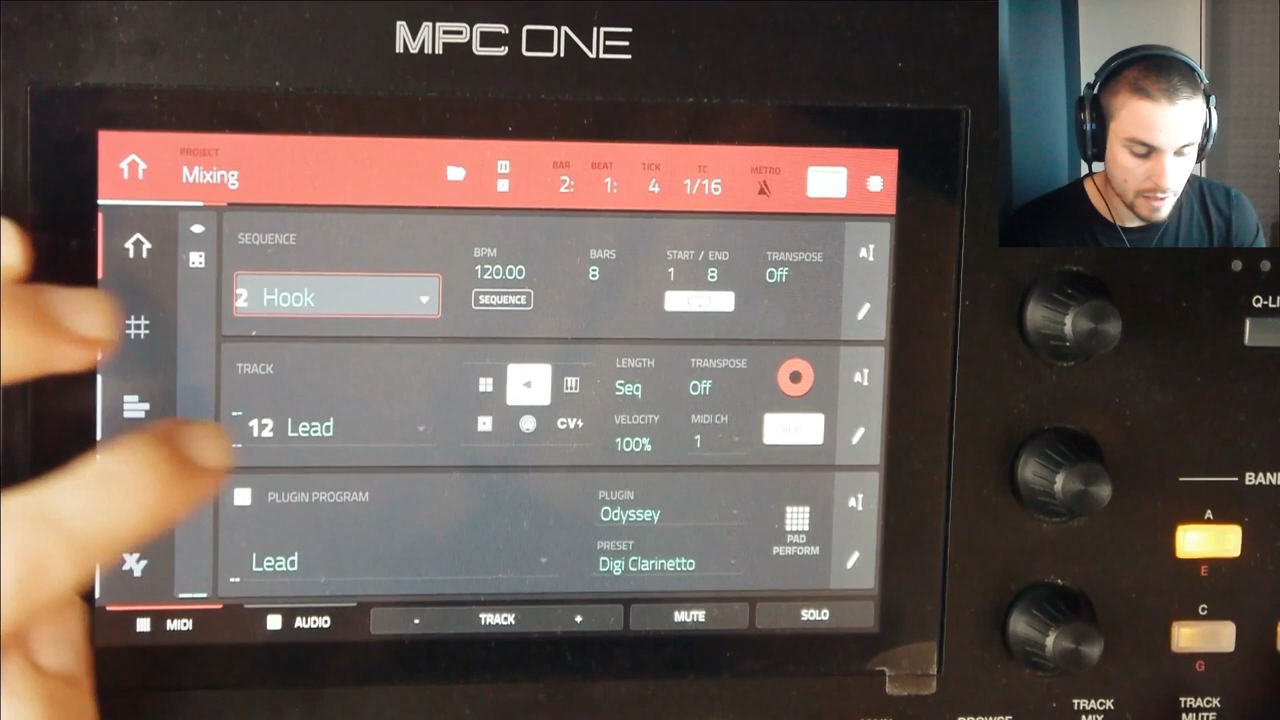 MPC ONE
PROJECT
Mixing
BAR BEAT TICK TC METRO
2: 1: 4 1/16
SEQUENCE
2 Hook
BPM
120.00
SEQUENCE
BARS
8
START / END
1 8
TRANSPOSE
Off
TRACK
12 Lead
CV
LENGTH
Seq
TRANSPOSE
Off
VELOCITY
100%
MIDI CH
1
PLUGIN PROGRAM
Lead
PLUGIN
Odyssey
PRESET
Digi Clarinetto
PAD
PERFORM
XY
MIDI AUDIO - TRACK + MUTE SOLO
A
E
C
G
TRACK
MIX
TRACK
MUTE